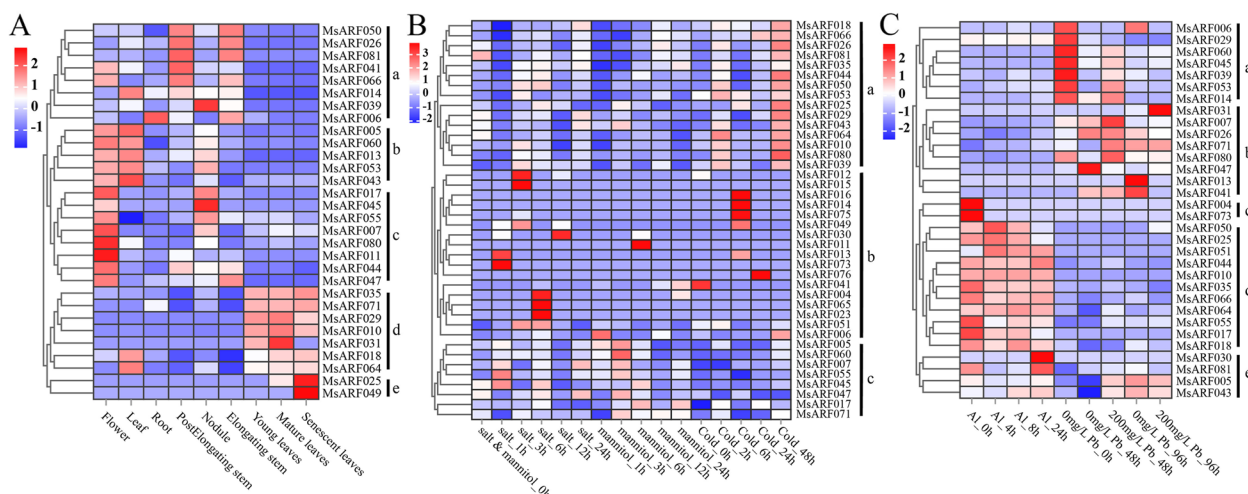 A
2
1
0
-1
MsARF050
MsARF026
MsARF081
MsARF041
MsARF066
MsARF014
MsARF039
MsARF006
MsARF005
MsARF060
MsARF013
MsARF053
MsARF043
MsARF017
MsARF045
MsARF055
MsARF007
MsARF080
MsARF011
MsARF044
MsARF047
MsARF035
MsARF071
MsARF029
MsARF010
MsARF031
MsARF018
MsARF064
MsARF025
MsARF049
a
b
c
d
e
Flower
Leaf
Root
PostElongating stem
Nodule
Elongating stem
Young leaves
Mature leaves
Senescent leaves
B
3
2
1
0
-1
-2
MsARF018
MsARF066
MsARF026
MsARF081
MsARF035
MsARF044
MsARF050
MsARF053
MsARF025
MsARF029
MsARF043
MsARF064
MsARF010
MsARF080
MsARF039
MsARF012
MsARF015
MsARF016
MsARF014
MsARF075
MsARF049
MsARF030
MsARF011
MsARF013
MsARF073
MsARF076
MsARF041
MsARF004
MsARF065
MsARF023
MsARF051
MsARF006
MsARF005
MsARF060
MsARF007
MsARF055
MsARF045
MsARF047
MsARF017
MsARF071
a
b
c
salt & mannitol_0h
salt_1h
salt_3h
salt_6h
salt_12h
salt_24h
mannitol_1h
mannitol_3h
mannitol_6h
mannitol_12h
mannitol_24h
Cold_0h
Cold_2h
Cold_6h
Cold_24h
Cold_48h
C
2
1
0
-1
-2
MsARF006
MsARF029
MsARF060
MsARF045
MsARF039
MsARF053
MsARF014
MsARF031
MsARF007
MsARF026
MsARF071
MsARF080
MsARF047
MsARF013
MsARF041
MsARF004
MsARF073
MsARF050
MsARF025
MsARF051
MsARF044
MsARF010
MsARF035
MsARF066
MsARF064
MsARF055
MsARF017
MsARF018
MsARF030
MsARF081
MsARF005
MsARF043
a
b
c
d
e
Al_0h
Al_4h
Al_8h
Al_24h
0mg/L Pb_0h
0mg/L Pb_48h
200mg/L Pb_48h
0mg/L Pb_96h
200mg/L Pb_96h